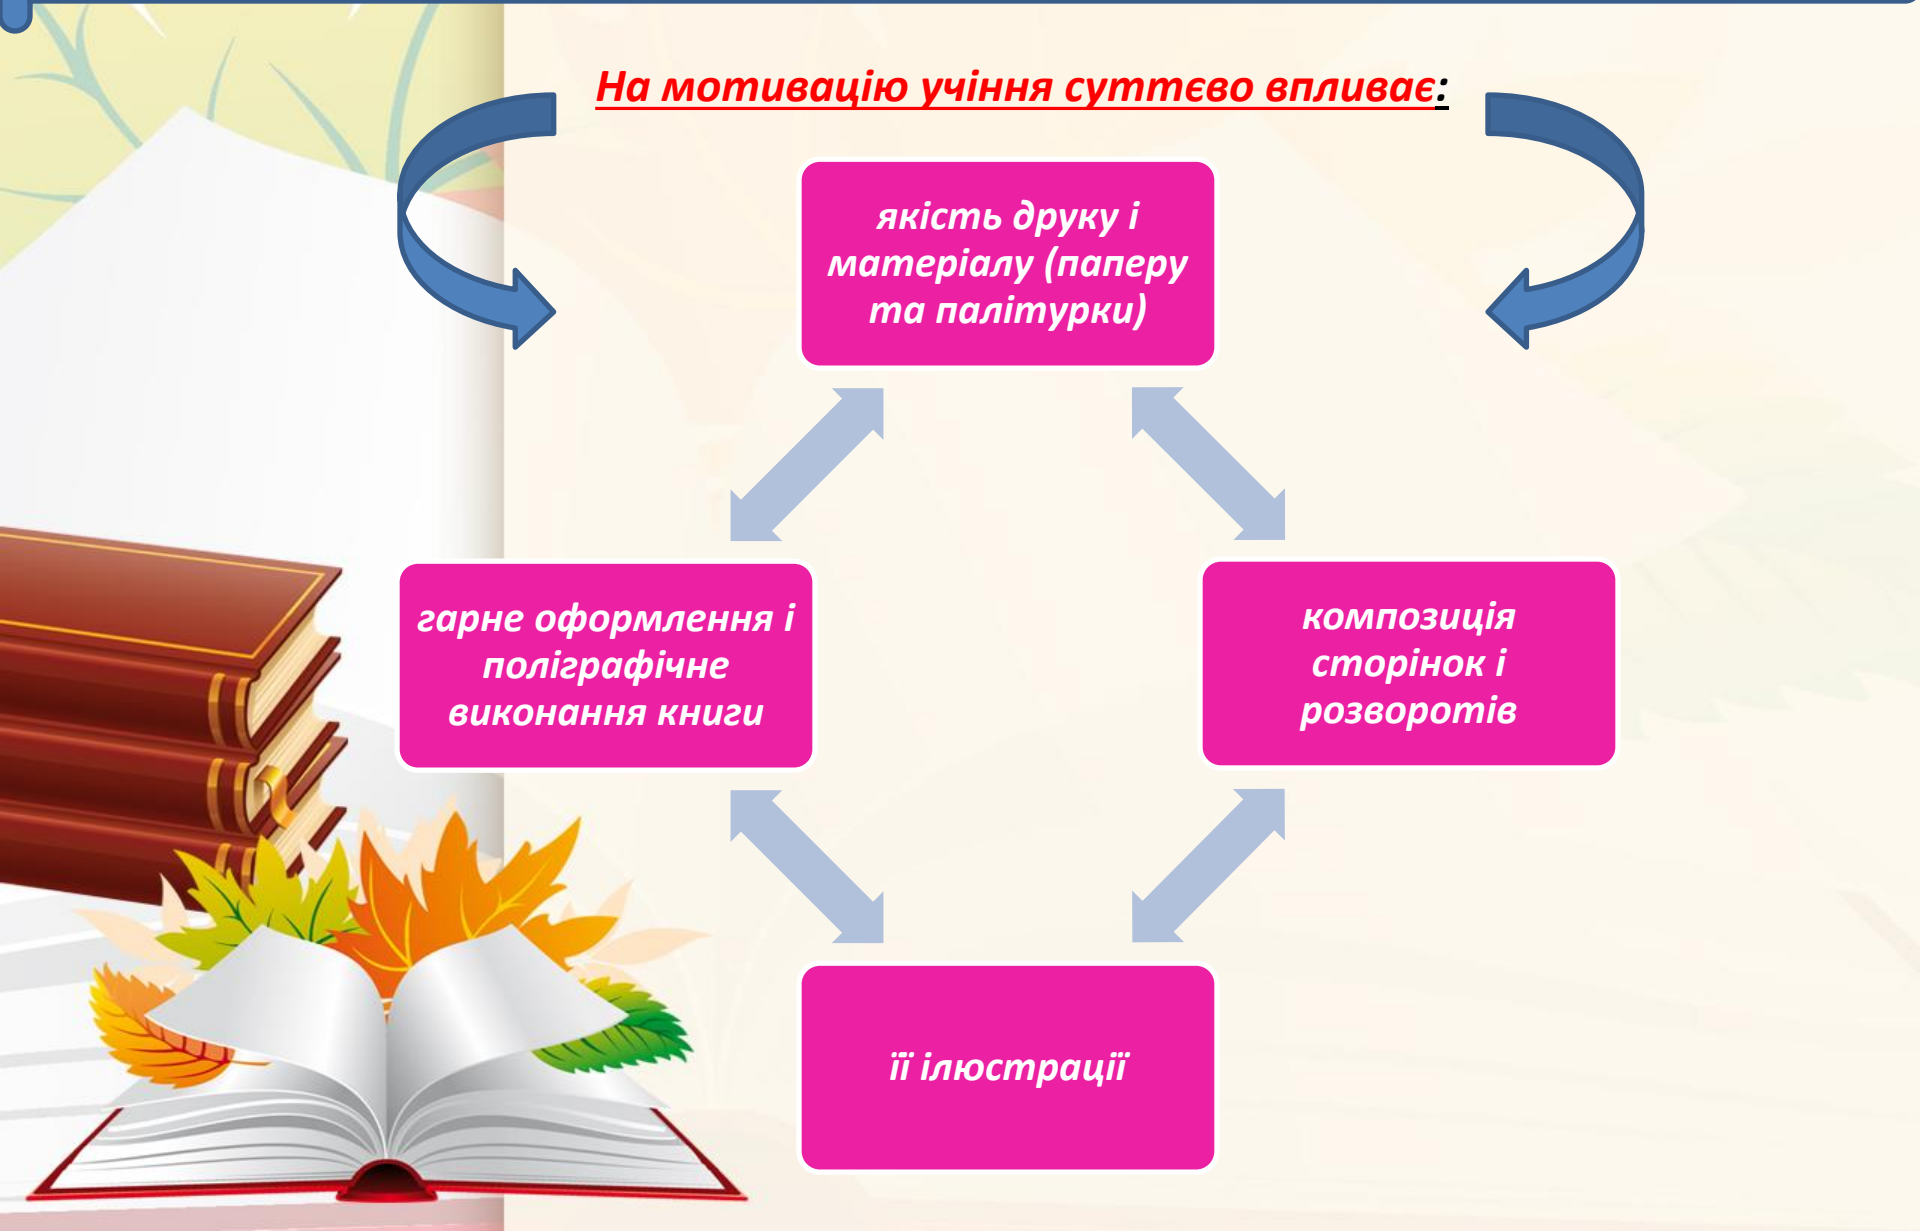 На мотивацію учіння суттєво впливає:
якість друку і
матеріалу (паперу
та палітурки)
гарне оформлення і
поліграфічне
виконання книги
композиція
сторінок і
розворотів
її ілюстрації